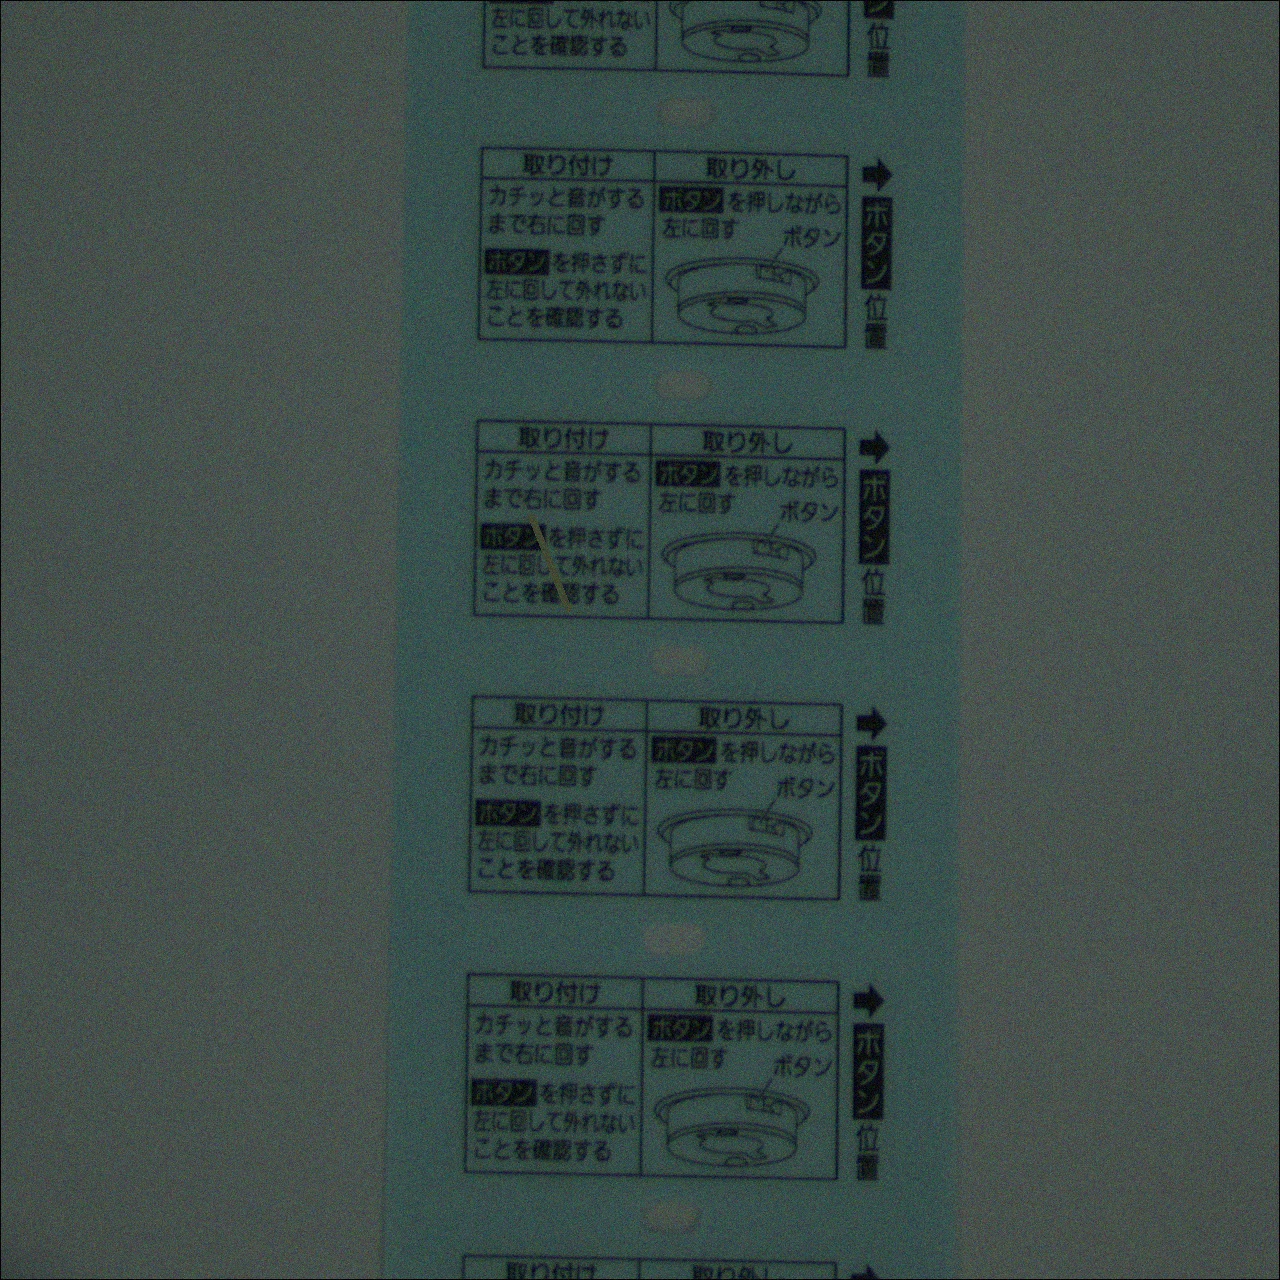 左に回して外れない
ことを確認する
ン
位置
取り付け
カチッと音がする
まで右に回す
ボタンを押さずに
左に回して外れない
ことを確認する
取り外し
ボタンを押しながら
左に回す
ボタン
➡ボタン位置
取り付け
カチッと音がする
まで右に回す
ボタンを押さずに
左に回して外れない
ことを確認する
取り外し
ボタンを押しながら
左に回す
ボタン
➡ボタン位置
取り付け
カチッと音がする
まで右に回す
ボタンを押さずに
左に回して外れない
ことを確認する
取り外し
ボタンを押しながら
左に回す
ボタン
➡ボタン位置
取り付け
カチッと音がする
まで右に回す
ボタンを押さずに
左に回して外れない
ことを確認する
取り外し
ボタンを押しながら
左に回す
ボタン
➡ボタン位置
取り付け
取り外し